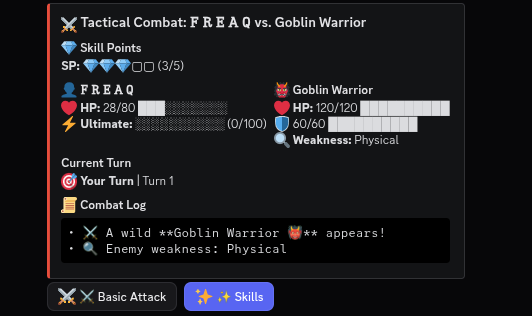 ⚔️ Tactical Combat: 𝐅 𝐑 𝐄 𝐀 𝐐 vs. Goblin Warrior
💎 Skill Points
SP: 💎💎💎▢▢ (3/5)
👤 𝐅 𝐑 𝐄 𝐀 𝐐
❤️ HP: 28/80 ███░░░░░░░
⚡ Ultimate: ░░░░░░░░░░ (0/100)
👹 Goblin Warrior
❤️ HP: 120/120 ██████████
🛡️ 60/60 ██████████
🔍 Weakness: Physical
Current Turn
🎯 Your Turn | Turn 1
📜 Combat Log
• ⚔️ A wild **Goblin Warrior 👹** appears!
• 🔍 Enemy weakness: Physical
⚔️ ⚔ Basic Attack
✨ ✨ Skills